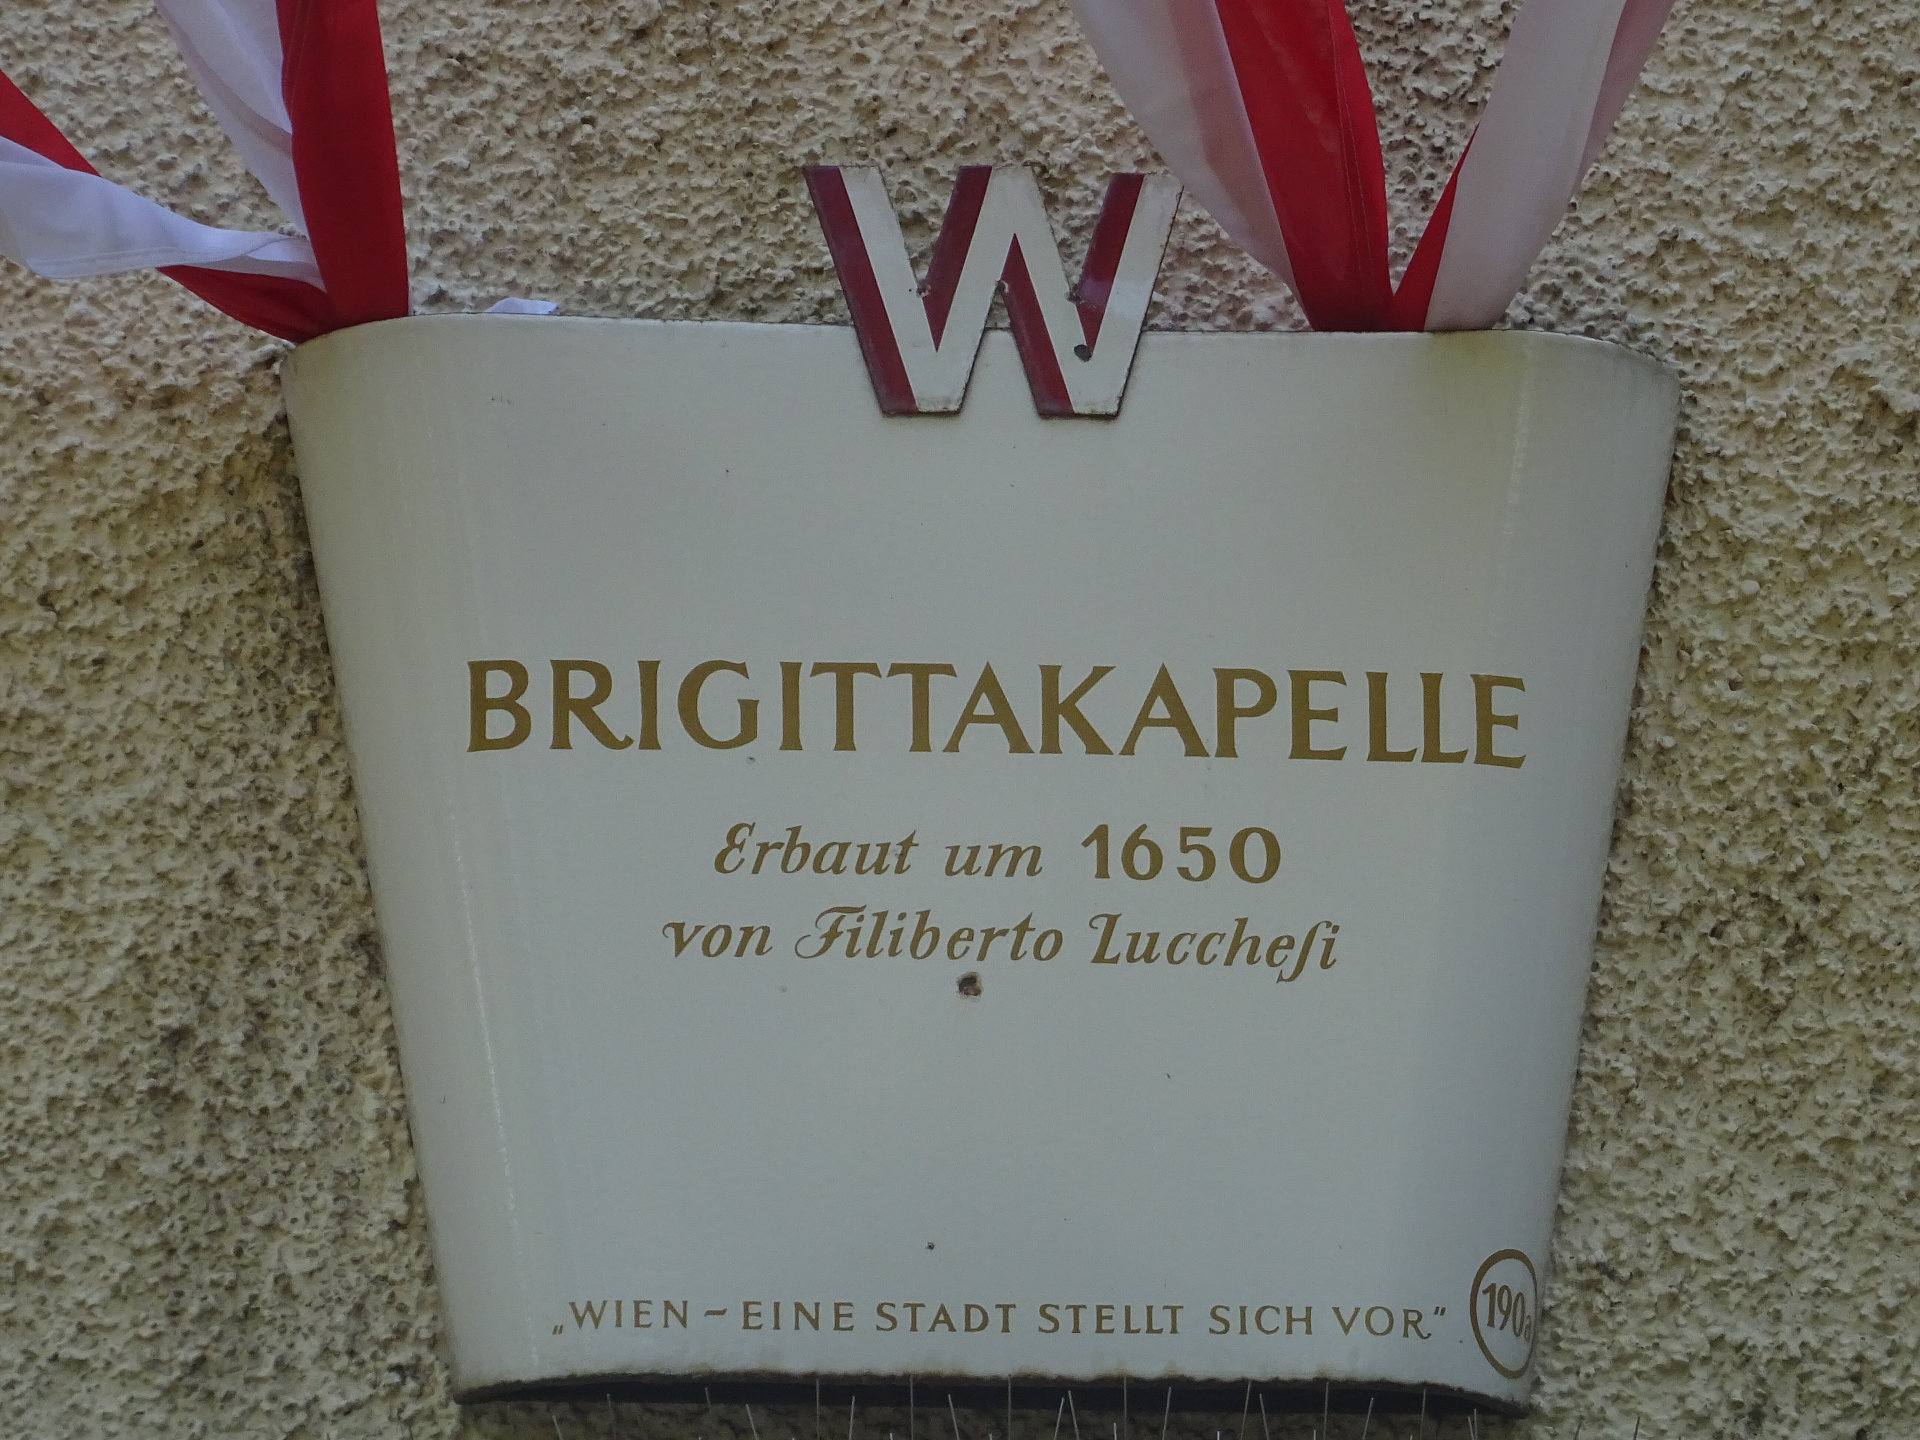 W
BRIGITTAKAPELLE
Erbaut um 1650
von Filiberto Luccheſi
„WIEN – EINE STADT STELLT SICH VOR”
190a